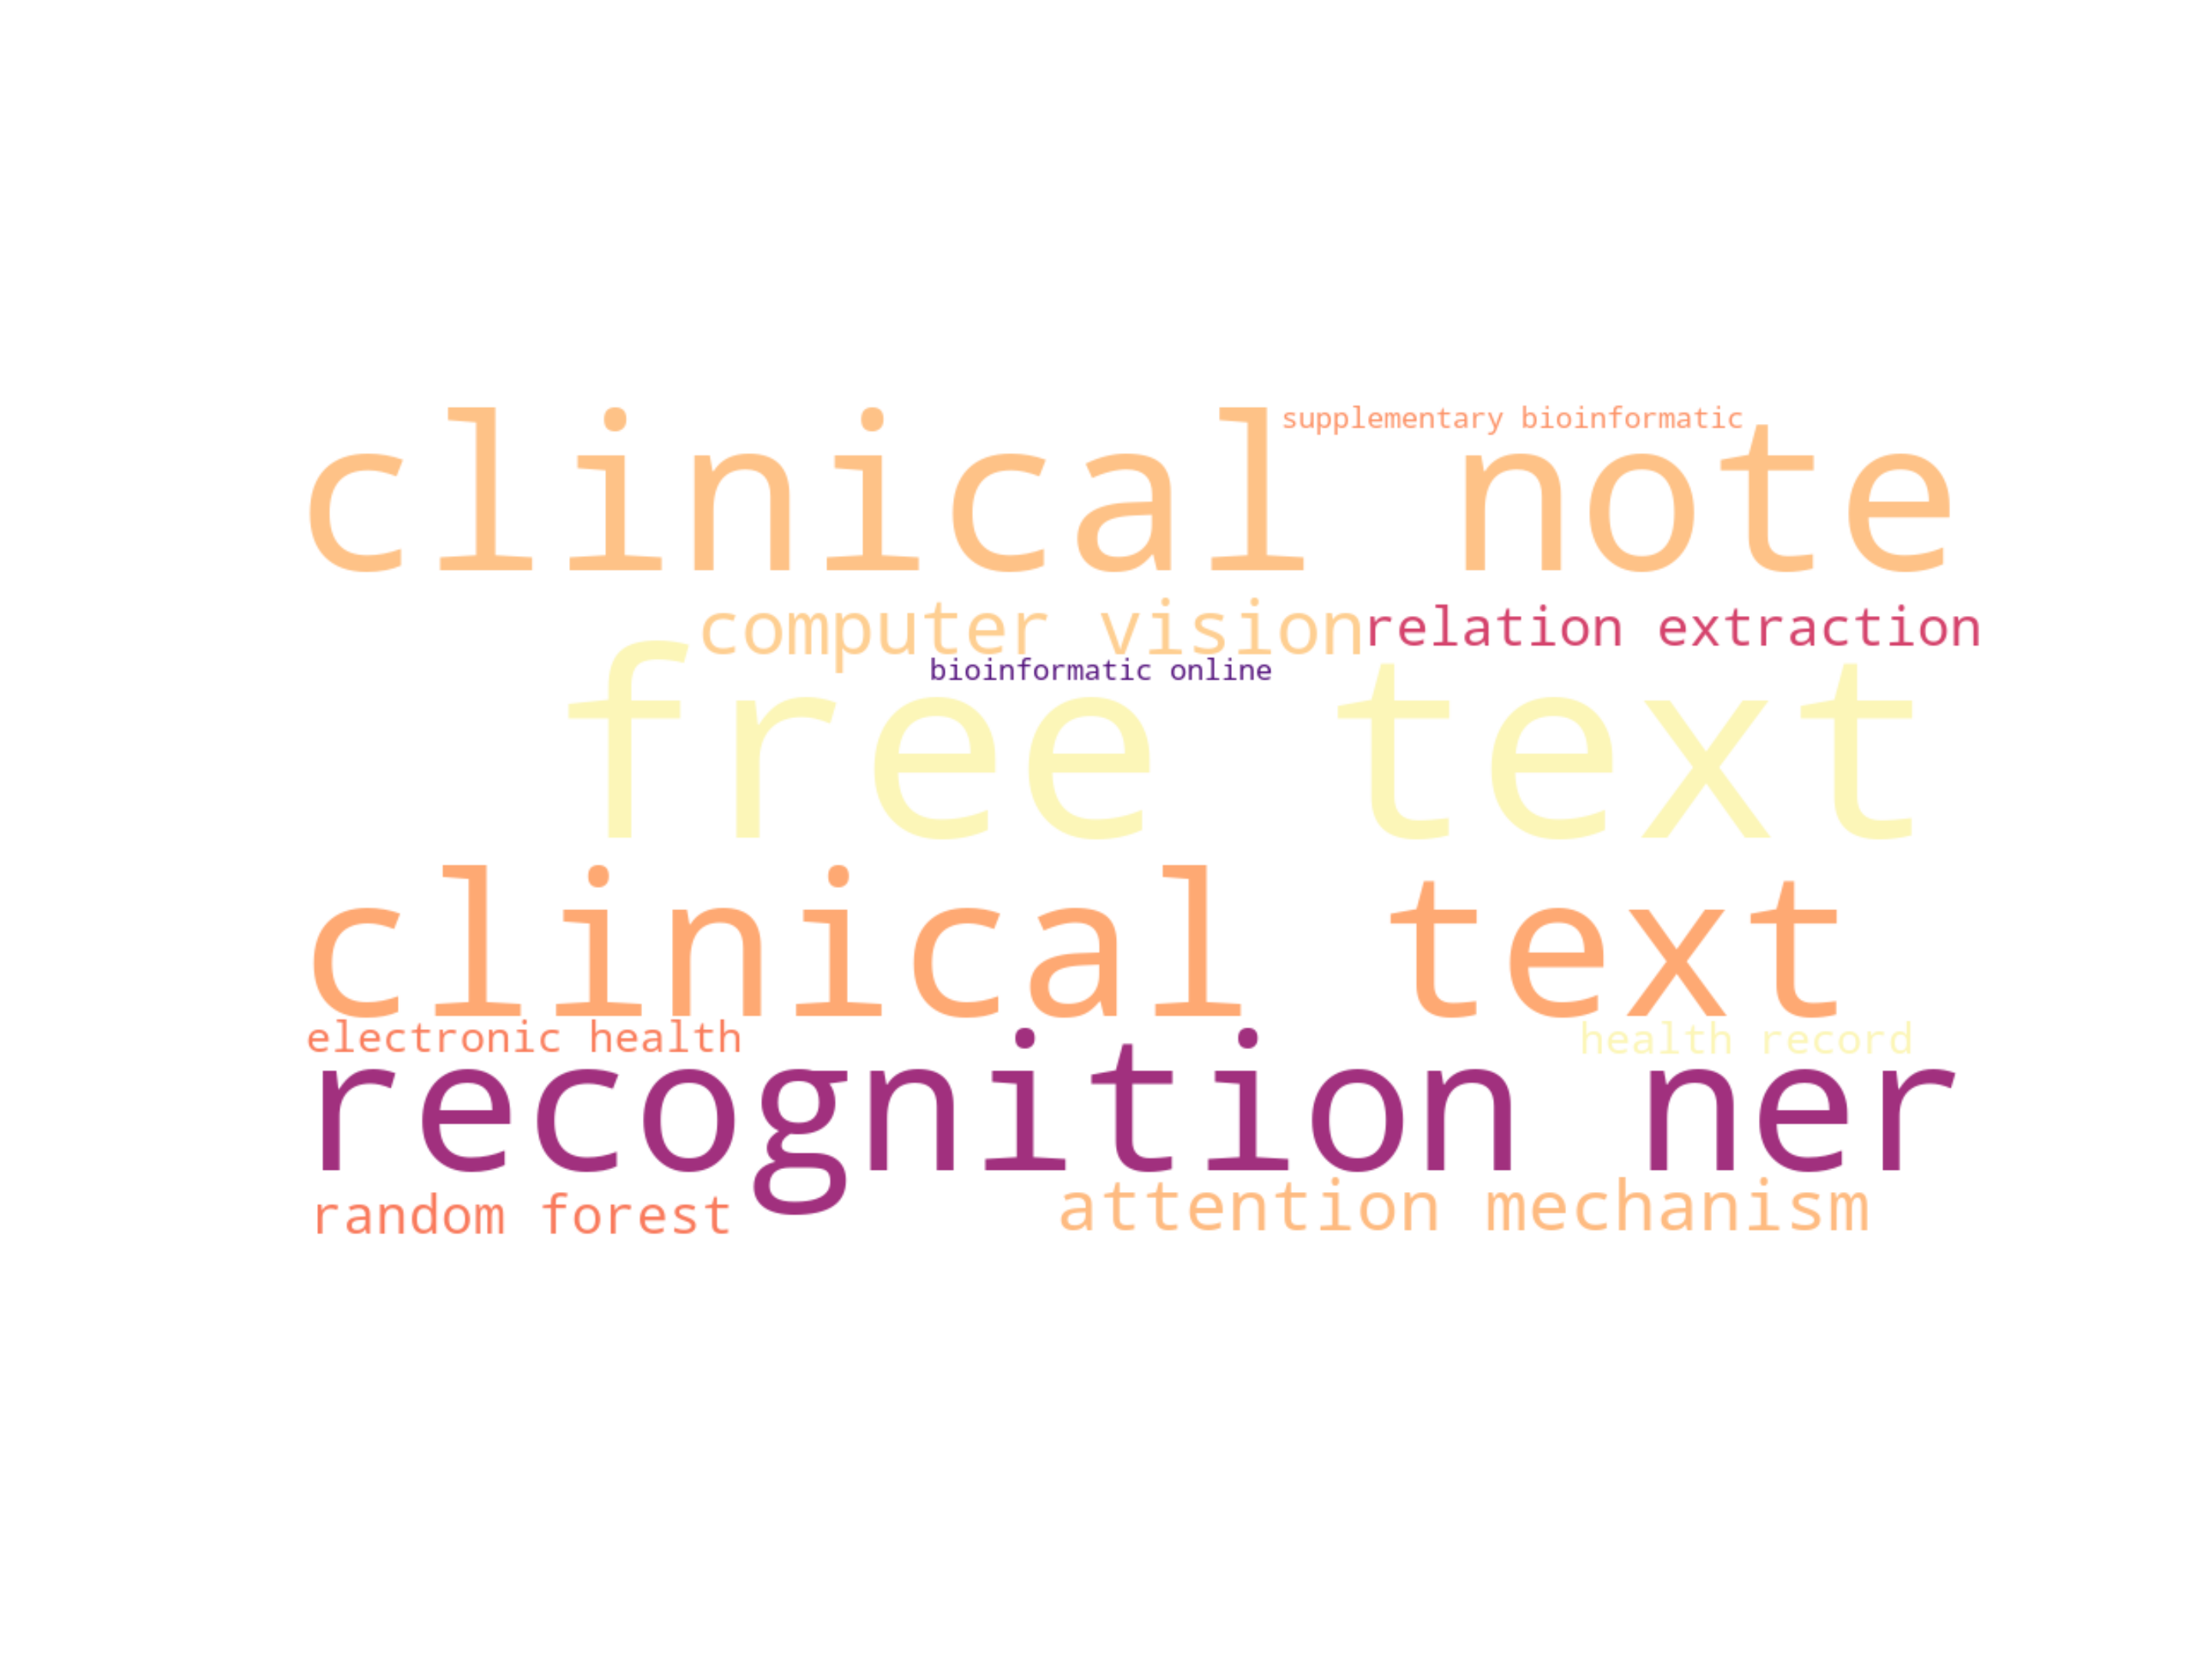 supplementary bioinformatic
clinical note
computer vision
relation extraction
bioinformatic online
free text
clinical text
electronic health
health record
recognition ner
random forest
attention mechanism